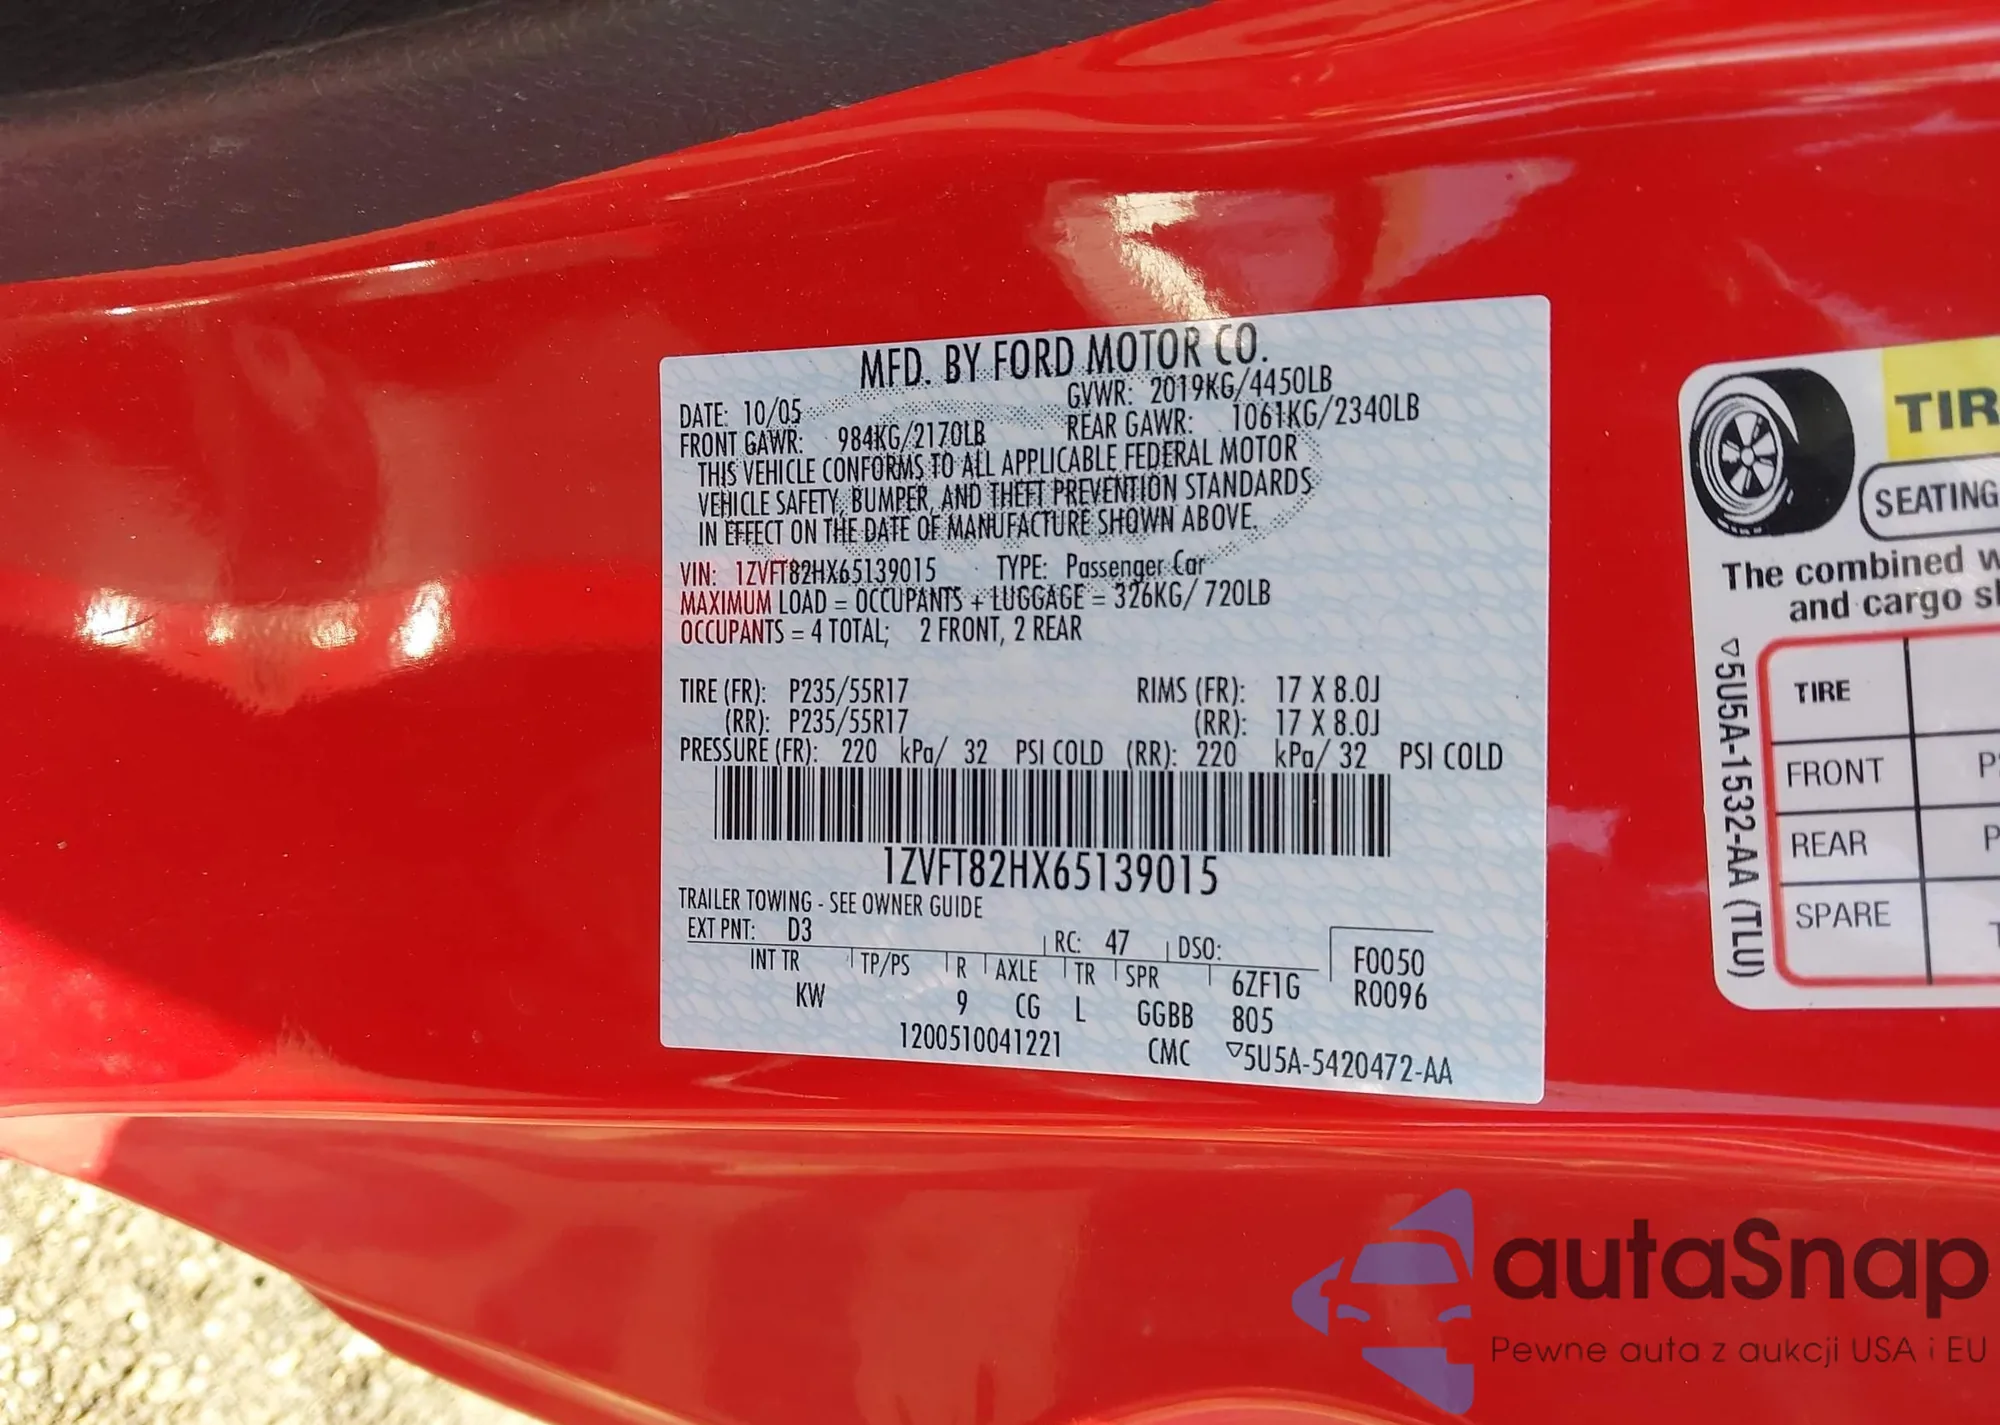 MFD. BY FORD MOTOR CO.
DATE: 10/05 GVWR: 2019KG/4450LB
FRONT GAWR: 984KG/2170LB REAR GAWR: 1061KG/2340LB
THIS VEHICLE CONFORMS TO ALL APPLICABLE FEDERAL MOTOR
VEHICLE SAFETY, BUMPER, AND THEFT PREVENTION STANDARDS
IN EFFECT ON THE DATE OF MANUFACTURE SHOWN ABOVE.
VIN: 1ZVFT82HX65139015 TYPE: Passenger Car
MAXIMUM LOAD = OCCUPANTS + LUGGAGE = 326KG/ 720LB
OCCUPANTS = 4 TOTAL; 2 FRONT, 2 REAR
TIRE (FR): P235/55R17 RIMS (FR): 17 X 8.0J
(RR): P235/55R17 (RR): 17 X 8.0J
PRESSURE (FR): 220 kPa/ 32 PSI COLD (RR): 220 kPa/ 32 PSI COLD
1ZVFT82HX65139015
TRAILER TOWING - SEE OWNER GUIDE
EXT PNT: D3 RC: 47 DSO: F0050
INT TR TP/PS R AXLE TR SPR 6ZF1G R0096
KW 9 CG L GGBB 805
1200510041221 CMC ▽5U5A-5420472-AA
TIR
SEATING
The combined w
and cargo sh
▽5U5A-1532-AA (TLU)
TIRE
FRONT P
REAR P
SPARE T
autaSnap
Pewne auta z aukcji USA i EU